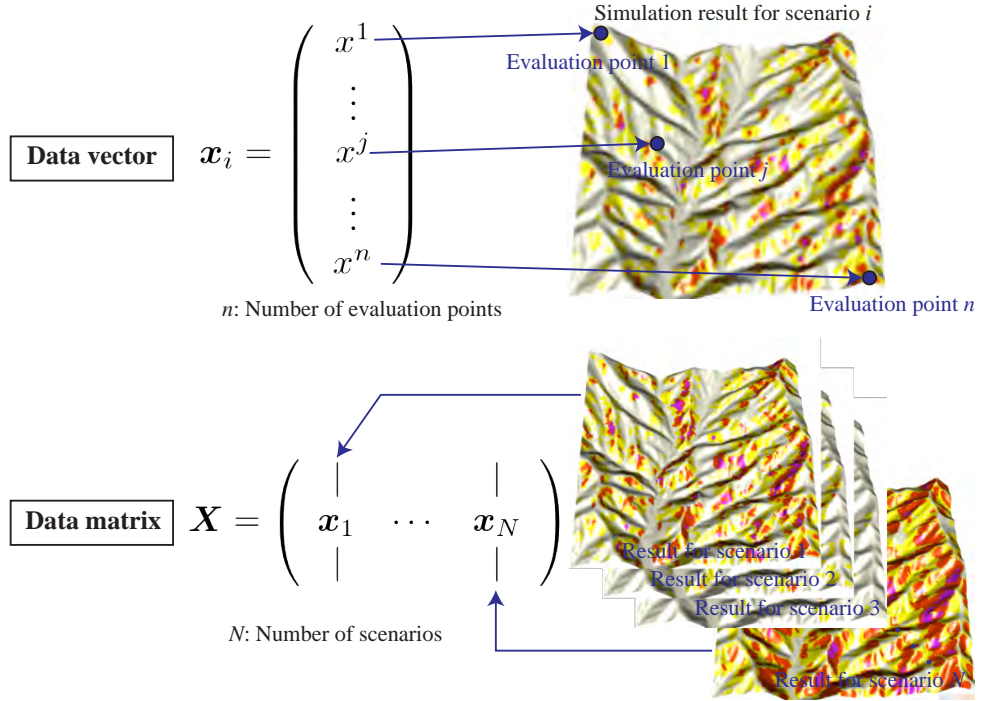 Simulation result for scenario i
x^1
Evaluation point 1
⋮
Data vector
x_i =
x^j
Evaluation point j
⋮
x^n
Evaluation point n
n: Number of evaluation points
|
|
Data matrix
X =
x_1 ⋯ x_N
|
|
Result for scenario 1
Result for scenario 2
Result for scenario 3
N: Number of scenarios
Result for scenario N